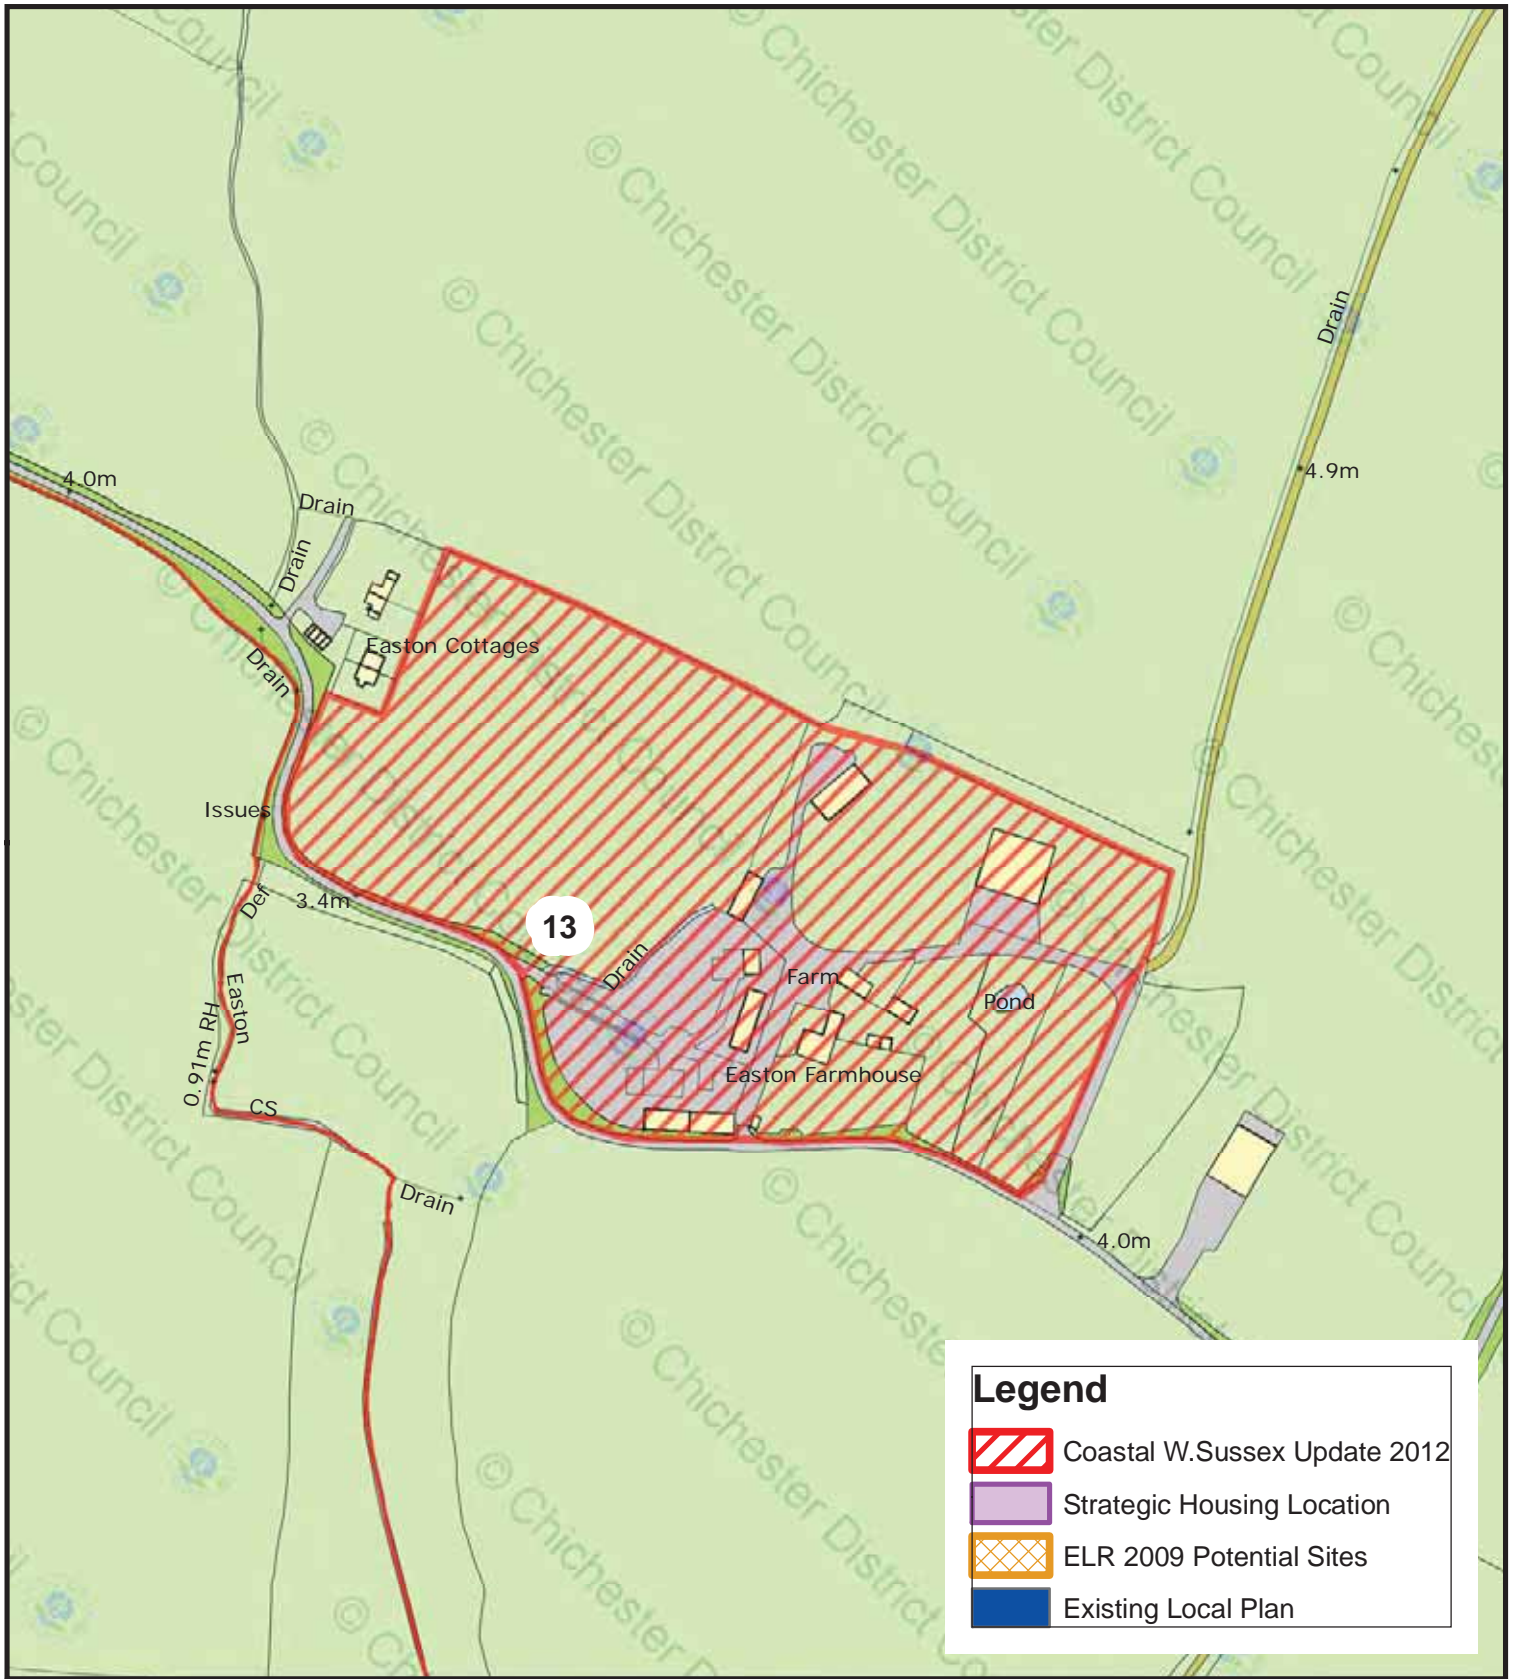 Drain
4.9m
4.0m
Drain
Drain
Easton Cottages
Drain
Issues
Def
3.4m
13
Drain
Farm
Pond
Easton
0.91m RH
Easton Farmhouse
CS
Drain
4.0m
© Chichester District Council
Legend
Coastal W.Sussex Update 2012
Strategic Housing Location
ELR 2009 Potential Sites
Existing Local Plan